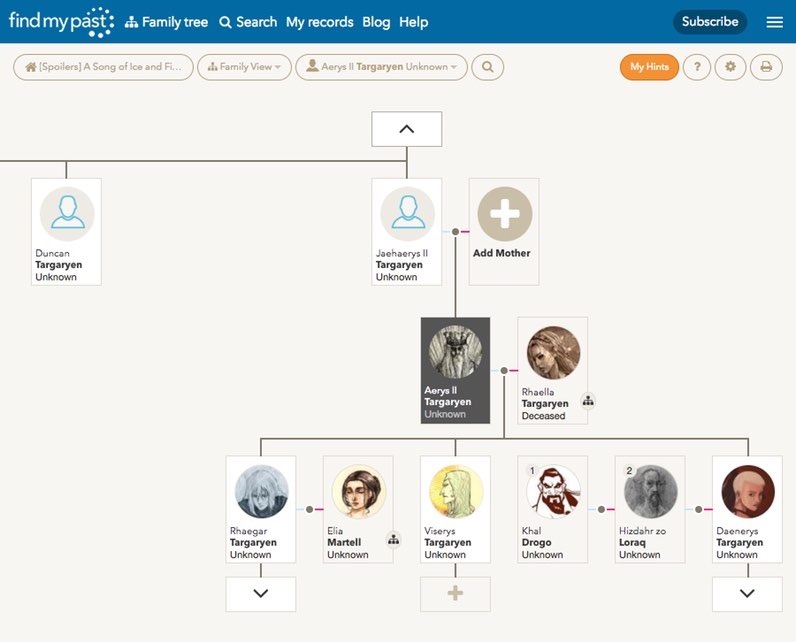 findmypast Family tree Search My records Blog Help Subscribe
[Spoilers] A Song of Ice and Fi... Family View Aerys II Targaryen Unknown My Hints ?
Duncan
Targaryen
Unknown
Jaehaerys II
Targaryen
Unknown
Add Mother
Aerys II
Targaryen
Unknown
Rhaella
Targaryen
Deceased
Rhaegar
Targaryen
Unknown
Elia
Martell
Unknown
Viserys
Targaryen
Unknown
1
Khal
Drogo
Unknown
2
Hizdahr zo
Loraq
Unknown
Daenerys
Targaryen
Unknown